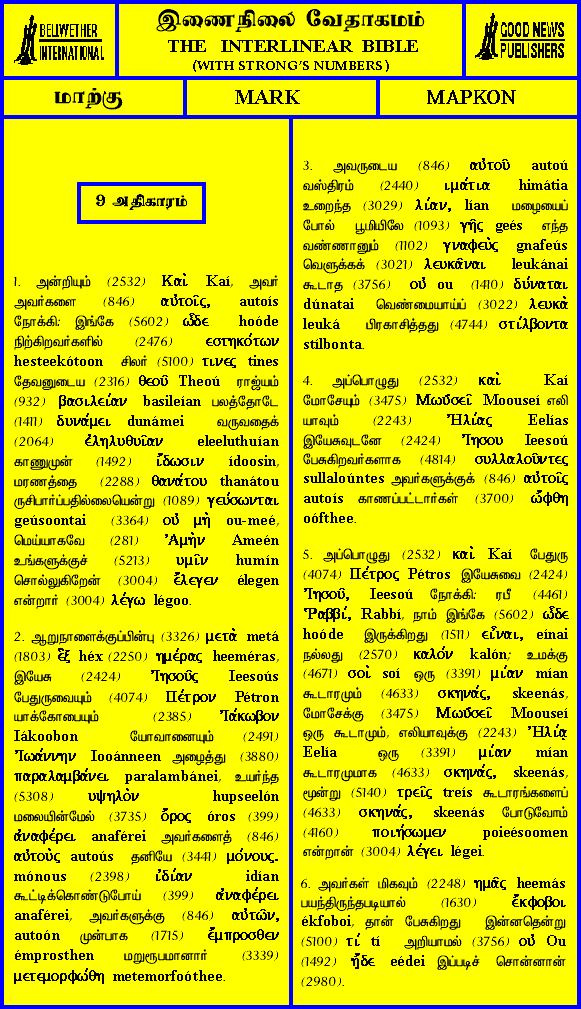 BELLWETHER
INTERNATIONAL
இணைநிலை வேதாகமம்
THE INTERLINEAR BIBLE
(WITH STRONG'S NUMBERS)
GOOD NEWS
PUBLISHERS
மாற்கு
MARK
ΜΑΡΚΟΝ
9 அதிகாரம்
1. அன்றியும் (2532) Καὶ Kaí, அவர்
அவர்களை (846) αὐτοῖς, autoís
நோக்கி: இங்கே (5602) ὧδε hoóde
நிற்கிறவர்களில் (2476) εστηκότων
hesteekótoon சிலர் (5100) τινες tines
தேவனுடைய (2316) θεοῦ Theoú ராஜ்யம்
(932) βασιλείαν basileían பலத்தோடே
(1411) δυνάμει dunámei வருவதைக்
(2064) ἐληλυθυῖαν eleeluthuían
காணுமுன் (1492) ἴδωσιν ídoosin,
மரணத்தை (2288) θανάτου thanátou
ருசிபார்ப்பதில்லையென்று (1089) γεύσωνται
geúsoontai (3364) οὐ μὴ ou-meé,
மெய்யாகவே (281) Ἀμὴν Ameén
உங்களுக்குச் (5213) υμῖν humín
சொல்லுகிறேன் (3004) ἔλεγεν élegen
என்றார் (3004) λέγω légoo.
2. ஆறுநாளைக்குப்பின்பு (3326) μετὰ metá
(1803) ἓξ héx (2250) ημέρας heeméras,
இயேசு (2424) Ἰησοῦς Ieesoús
பேதுருவையும் (4074) Πέτρον Pétron
யாக்கோபையும் (2385) Ἰάκωβον
Iákoobon யோவானையும் (2491)
Ἰωάννην Iooánneen அழைத்து (3880)
παραλαμβάνει paralambánei, உயர்ந்த
(5308) υψηλὸν hupseelón
மலையின்மேல் (3735) ὄρος óros (399)
ἀναφέρει anaférei அவர்களைத் (846)
αὐτοὺς autoús தனியே (3441) μόνους.
mónous (2398) ἰδίαν idían
கூட்டிக்கொண்டுபோய் (399) ἀναφέρει
anaférei, அவர்களுக்கு (846) αὐτῶν,
autoón முன்பாக (1715) ἔμπροσθεν
émprosthen மறுரூபமானார் (3339)
μετεμορφώθη metemorfoóthee.
3. அவருடைய (846) αὐτοῦ autoú
வஸ்திரம் (2440) ιμάτια himátia
உறைந்த (3029) λίαν, lían மழையைப்
போல் பூமியிலே (1093) γῆς geés எந்த
வண்ணானும் (1102) γναφεὺς gnafeús
வெளுக்கக் (3021) λευκᾶναι leukánai
கூடாத (3756) οὐ ou (1410) δύναται
dúnatai வெண்மையாய்ப் (3022) λευκὰ
leuká பிரகாசித்தது (4744) στίλβοντα
stílbonta.
4. அப்பொழுது (2532) καὶ Kaí
மோசேயும் (3475) Μωϋσεῖ Moouseí எலி
யாவும் (2243) Ἠλίας Eelías
இயேசுவுடனே (2424) Ἰησου Ieesoú
பேசுகிறவர்களாக (4814) συλλαλοῦντες
sullaloúntes அவர்களுக்குக் (846) αὐτοῖς
autoís காணப்பட்டார்கள் (3700) ὤφθη
oófthee.
5. அப்பொழுது (2532) καὶ Kaí பேதுரு
(4074) Πέτρος Pétros இயேசுவை (2424)
Ἰησοῦ, Ieesoú நோக்கி: ரபீ (4461)
Ῥαββί, Rabbí, நாம் இங்கே (5602) ὧδε
hoóde இருக்கிறது (1511) εἶναι, eínai
நல்லது (2570) καλόν kalón; உமக்கு
(4671) σοὶ soí ஒரு (3391) μίαν mían
கூடாரமும் (4633) σκηνάς, skeenás,
மோசேக்கு (3475) Μωϋσεῖ Moouseí
ஒரு கூடாமும், எலியாவுக்கு (2243) Ἠλίᾳ
Eelía ஒரு (3391) μίαν mían
கூடாரமுமாக (4633) σκηνάς, skeenás,
மூன்று (5140) τρεῖς treís கூடாரங்களைப்
(4633) σκηνάς, skeenás போடுவோம்
(4160) ποιήσωμεν poieésoomen
என்றான் (3004) λέγει légei.
6. அவர்கள் மிகவும் (2248) ημᾶς heemás
பயந்திருந்தபடியால் (1630) ἔκφοβοι
ékfoboi, தான் பேசுகிறது இன்னதென்று
(5100) τί tí அறியாமல் (3756) οὐ Ou
(1492) ᾔδε eédei இப்படிச் சொன்னான்
(2980).